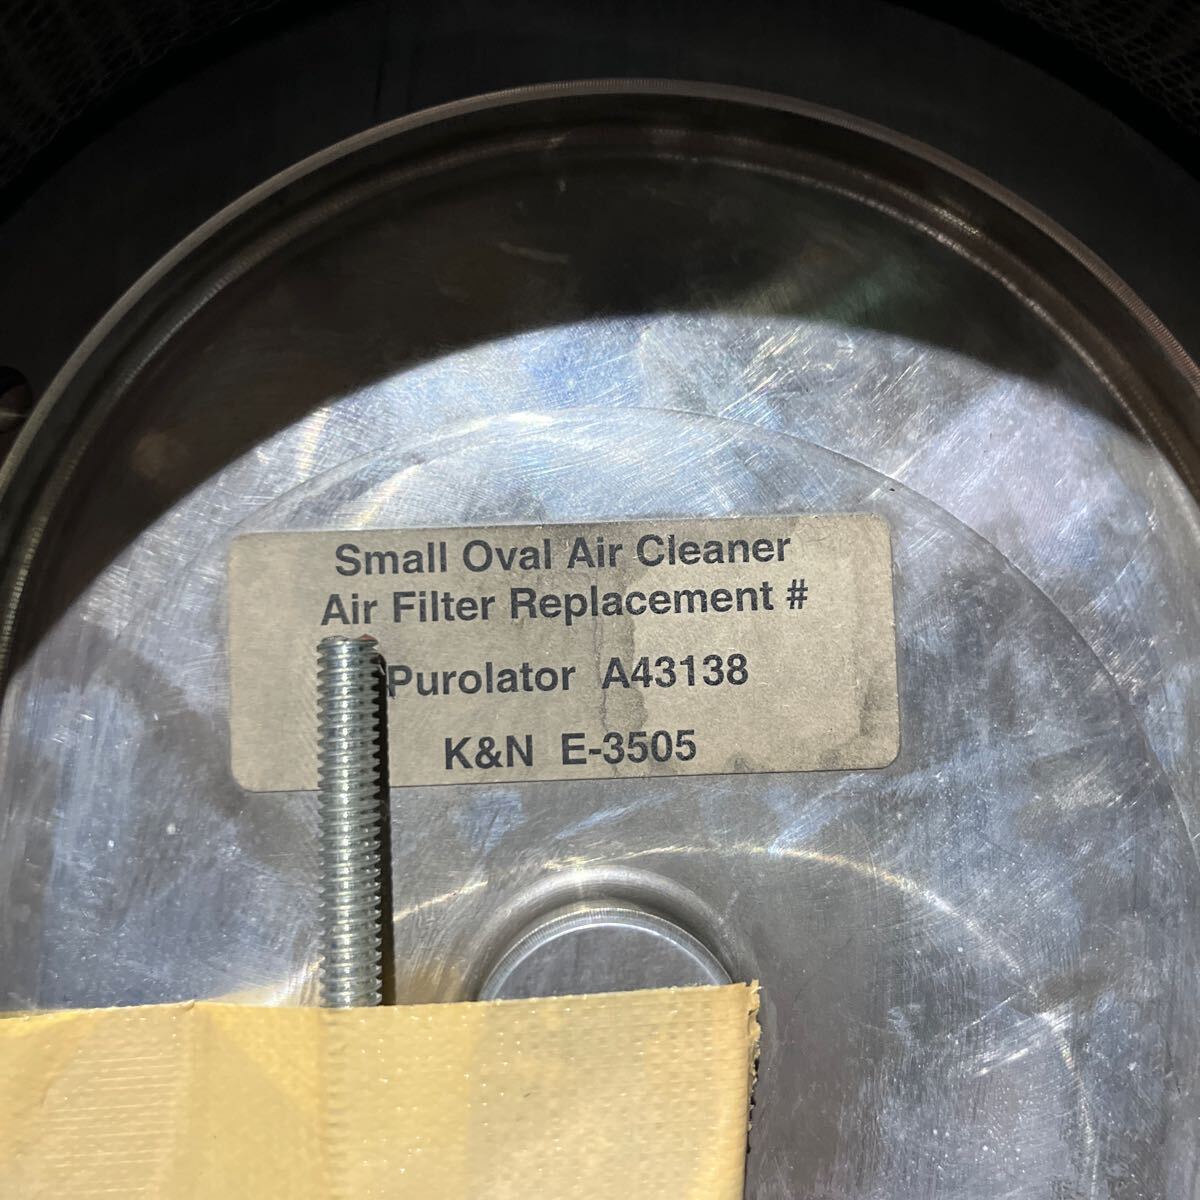 Small Oval Air Cleaner
Air Filter Replacement #
Purolator A43138
K&N E-3505